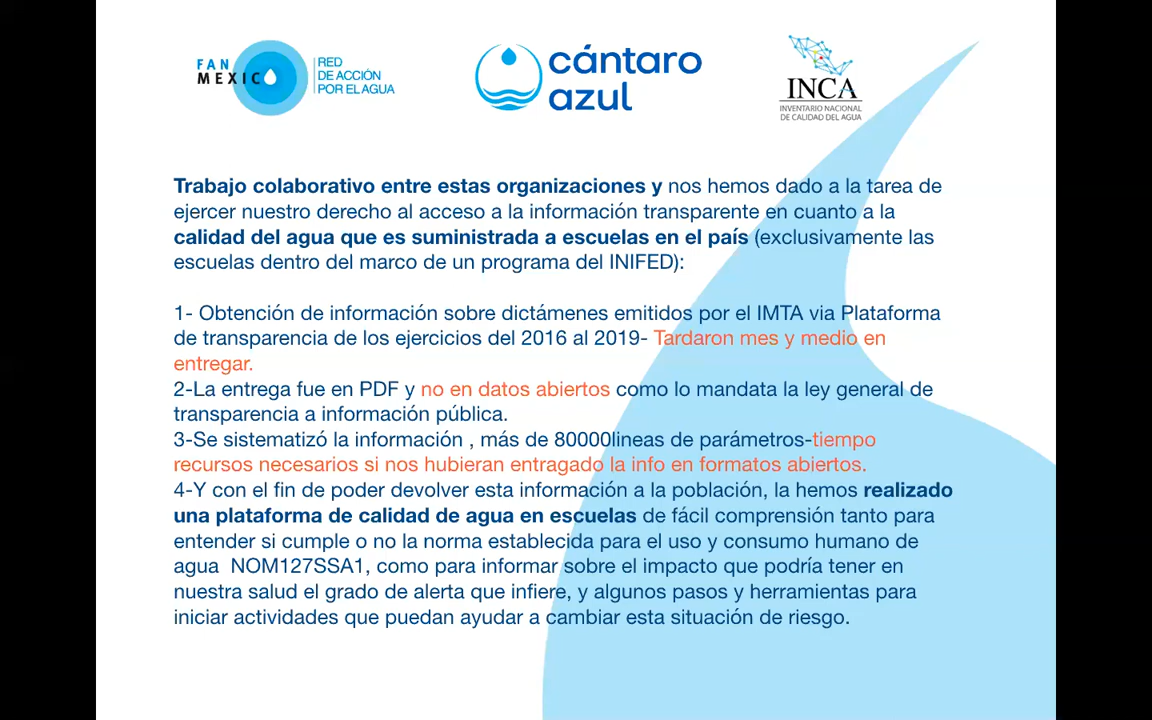 FAN
MEXICO
RED
DE ACCIÓN
POR EL AGUA
cántaro
azul
INCA
INVENTARIO NACIONAL
DE CALIDAD DEL AGUA
Trabajo colaborativo entre estas organizaciones y nos hemos dado a la tarea de
ejercer nuestro derecho al acceso a la información transparente en cuanto a la
calidad del agua que es suministrada a escuelas en el país (exclusivamente las
escuelas dentro del marco de un programa del INIFED):
1- Obtención de información sobre dictámenes emitidos por el IMTA via Plataforma
de transparencia de los ejercicios del 2016 al 2019- Tardaron mes y medio en
entregar.
2-La entrega fue en PDF y no en datos abiertos como lo mandata la ley general de
transparencia a información pública.
3-Se sistematizó la información , más de 80000lineas de parámetros-tiempo
recursos necesarios si nos hubieran entragado la info en formatos abiertos.
4-Y con el fin de poder devolver esta información a la población, la hemos realizado
una plataforma de calidad de agua en escuelas de fácil comprensión tanto para
entender si cumple o no la norma establecida para el uso y consumo humano de
agua  NOM127SSA1, como para informar sobre el impacto que podría tener en
nuestra salud el grado de alerta que infiere, y algunos pasos y herramientas para
iniciar actividades que puedan ayudar a cambiar esta situación de riesgo.